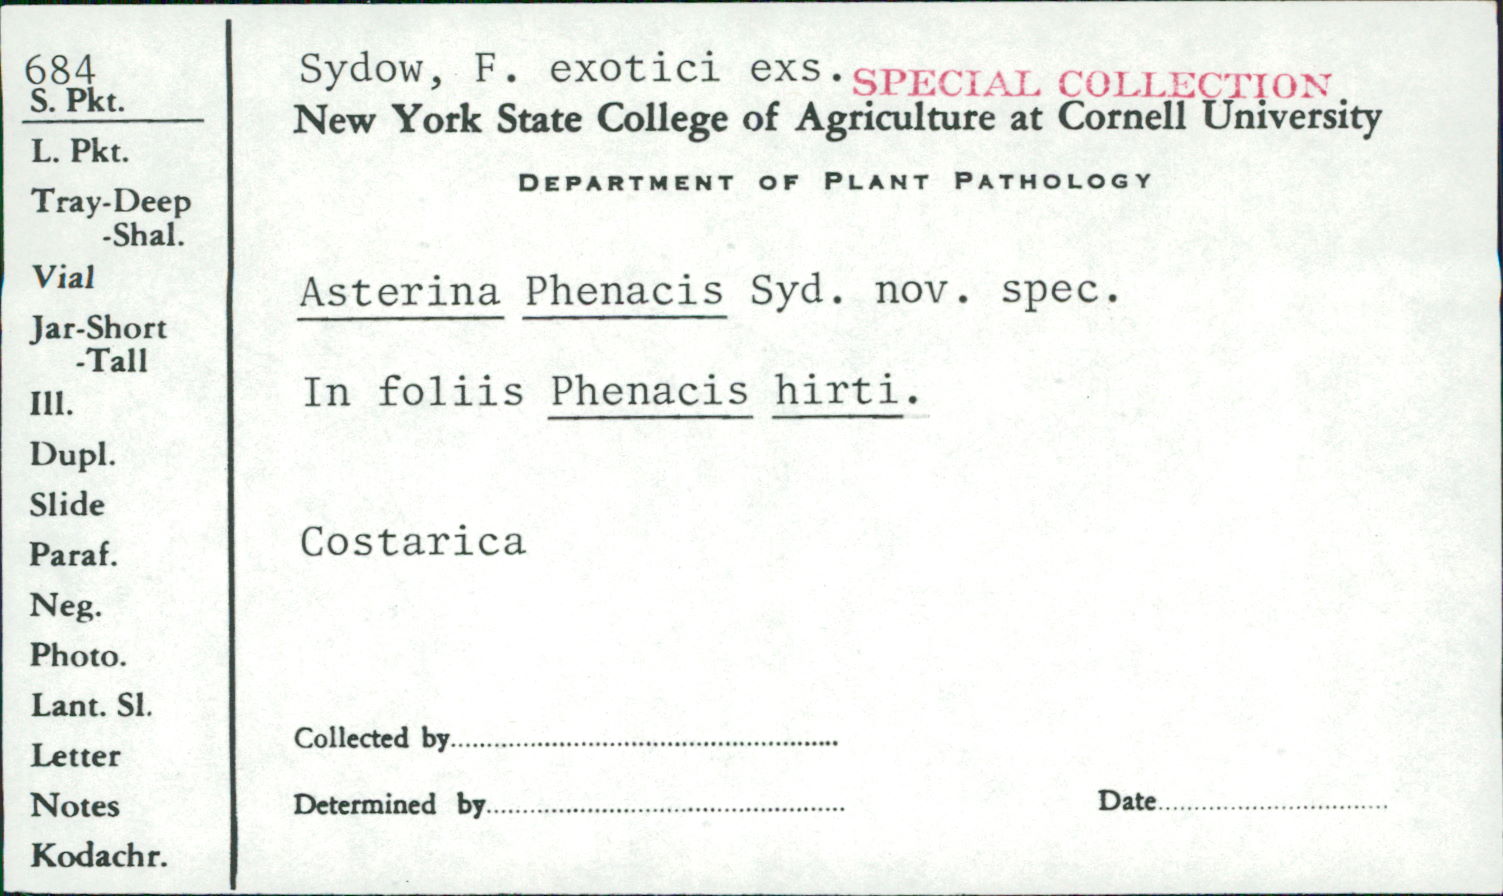 684
S. Pkt.
L. Pkt.
Tray-Deep
-Shal.
Vial
Jar-Short
-Tall
Ill.
Dupl.
Slide
Paraf.
Neg.
Photo.
Lant. Sl.
Letter
Notes
Kodachr.
Sydow, F. exotici exs. SPECIAL COLLECTION
New York State College of Agriculture at Cornell University
DEPARTMENT OF PLANT PATHOLOGY
Asterina Phenacis Syd. nov. spec.
In foliis Phenacis hirti.
Costarica
Collected by
Determined by
Date